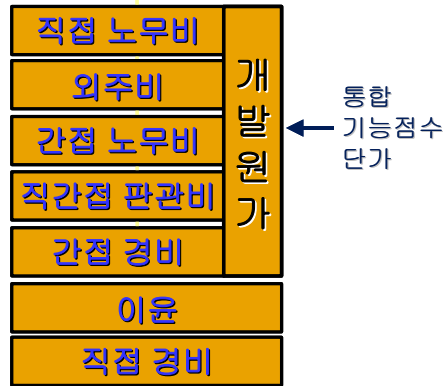 직접 노무비
외주비
간접 노무비
직간접 판관비
간접 경비
개
발
원
가
통합
기능점수
단가
이윤
직접 경비